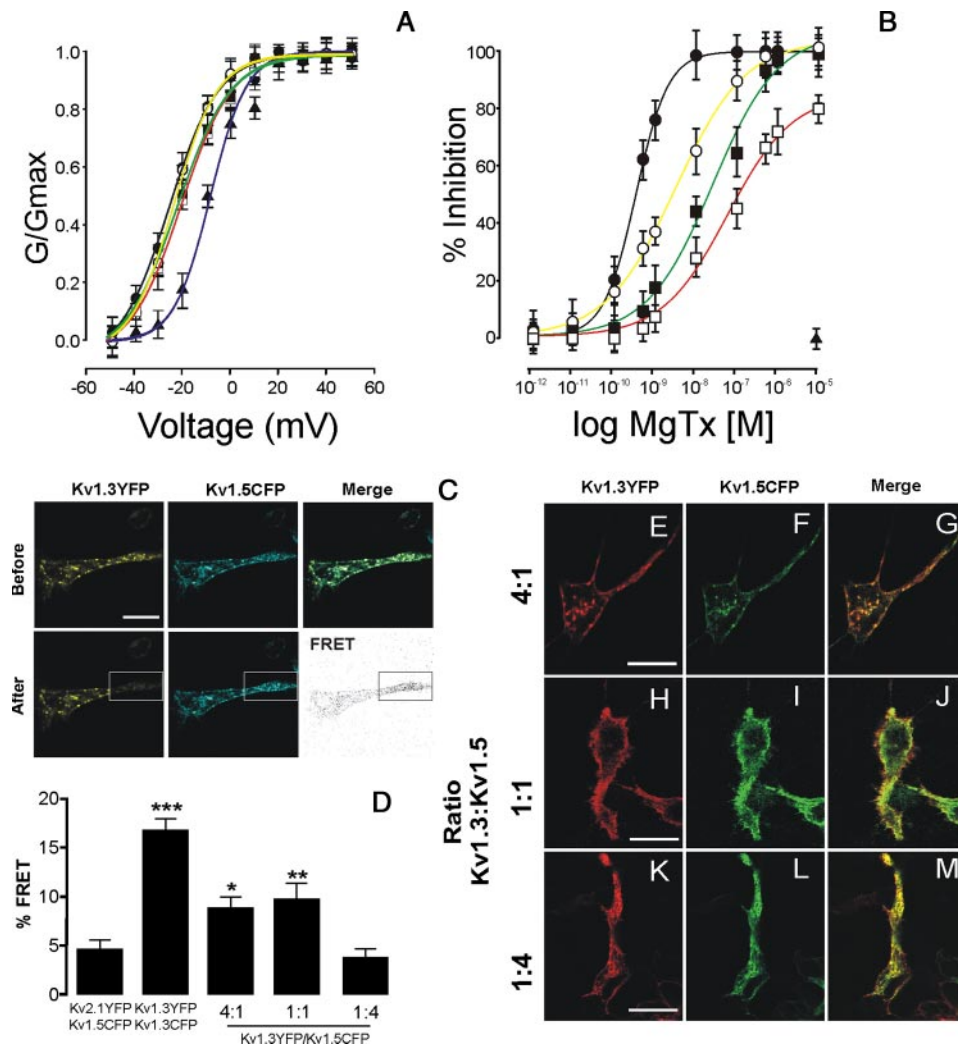 A
G/Gmax
1.0
0.8
0.6
0.4
0.2
0.0
-60 -40 -20 0 20 40 60
Voltage (mV)
B
% Inhibition
100
80
60
40
20
0
10-12 10-11 10-10 10-9 10-8 10-7 10-6 10-5
log MgTx [M]
C
Kv1.3YFP Kv1.5CFP Merge
Before
After
FRET
D
% FRET
20
15
10
5
0
*** * **
Kv2.1YFP Kv1.3YFP 4:1 1:1 1:4
Kv1.5CFP Kv1.3CFP Kv1.3YFP/Kv1.5CFP
Kv1.3YFP Kv1.5CFP Merge
Ratio
Kv1.3:Kv1.5
4:1
E F G
1:1
H I J
1:4
K L M